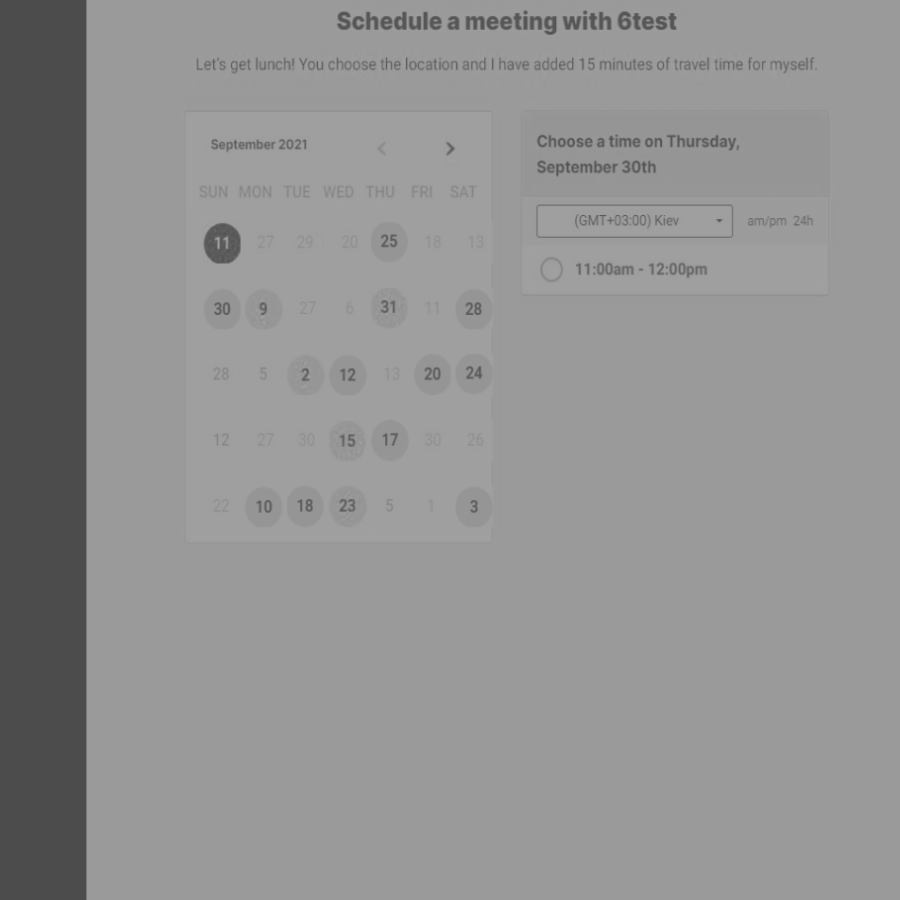 Schedule a meeting with 6test
Let's get lunch! You choose the location and I have added 15 minutes of travel time for myself.
September 2021
SUN MON TUE WED THU FRI SAT
11 27 29 20 25 18 13
30 9 27 6 31 11 28
28 5 2 12 13 20 24
12 27 30 15 17 30 26
22 10 18 23 5 1 3
Choose a time on Thursday,
September 30th
(GMT+03:00) Kiev am/pm 24h
11:00am - 12:00pm